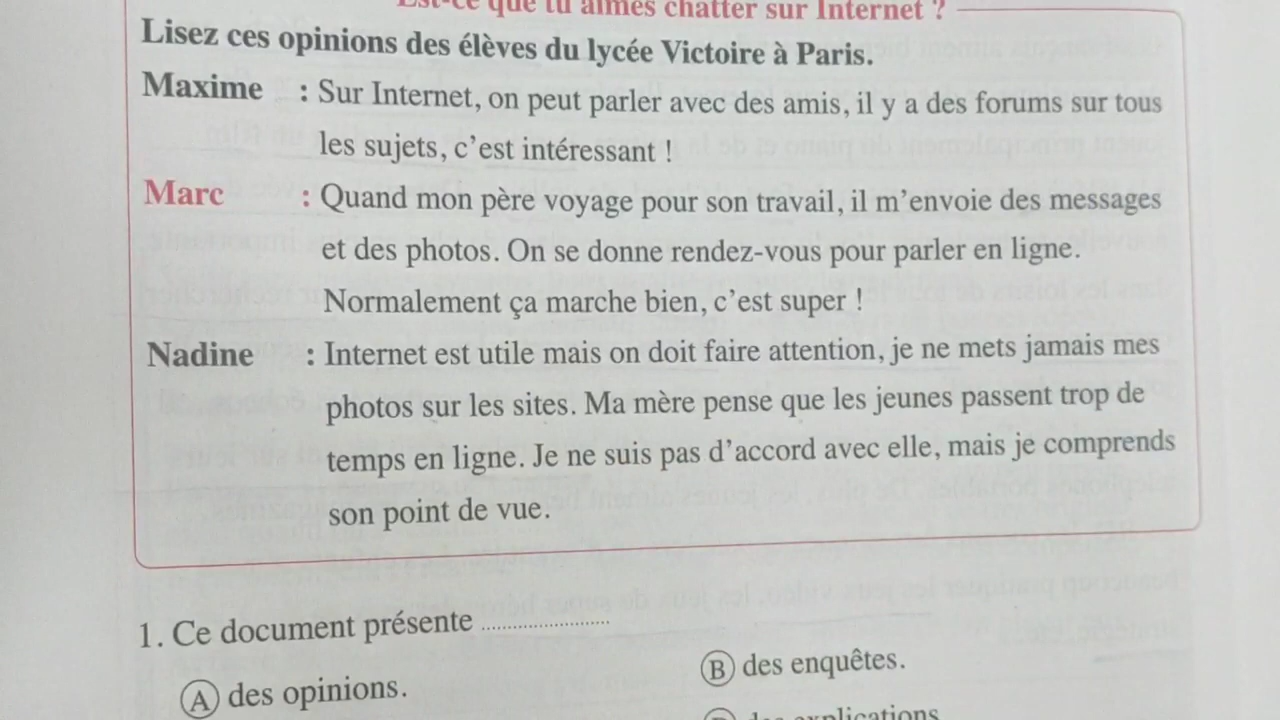 Est-ce que tu aimes chatter sur Internet ?
Lisez ces opinions des élèves du lycée Victoire à Paris.
Maxime : Sur Internet, on peut parler avec des amis, il y a des forums sur tous
les sujets, c'est intéressant !
Marc : Quand mon père voyage pour son travail, il m'envoie des messages
et des photos. On se donne rendez-vous pour parler en ligne.
Normalement ça marche bien, c'est super !
Nadine : Internet est utile mais on doit faire attention, je ne mets jamais mes
photos sur les sites. Ma mère pense que les jeunes passent trop de
temps en ligne. Je ne suis pas d'accord avec elle, mais je comprends
son point de vue.
1. Ce document présente ........................
A des opinions.
B des enquêtes.
explications